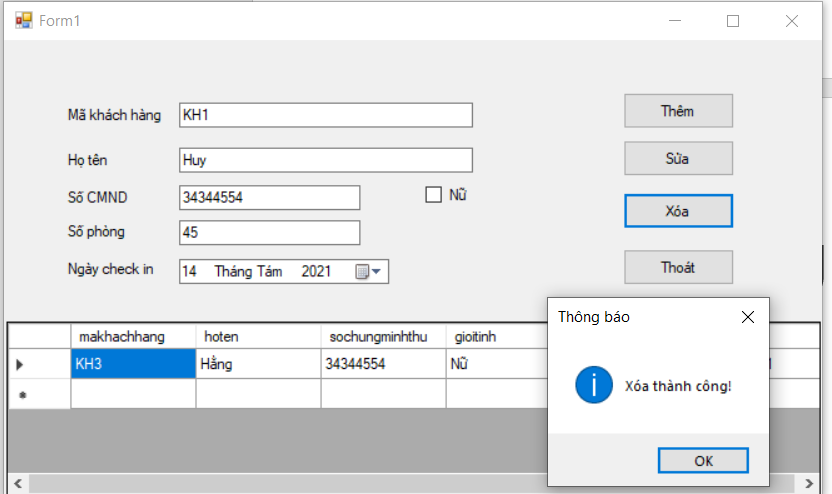 Form1
Mã khách hàng KH1 Thêm
Họ tên Huy Sửa
Số CMND 34344554 Nữ Xóa
Số phòng 45
Ngày check in 14 Tháng Tám 2021 Thoát
Thông báo
Xóa thành công!
OK
makhachhang hoten sochungminhthu gioitinh
KH3 Hằng 34344554 Nữ